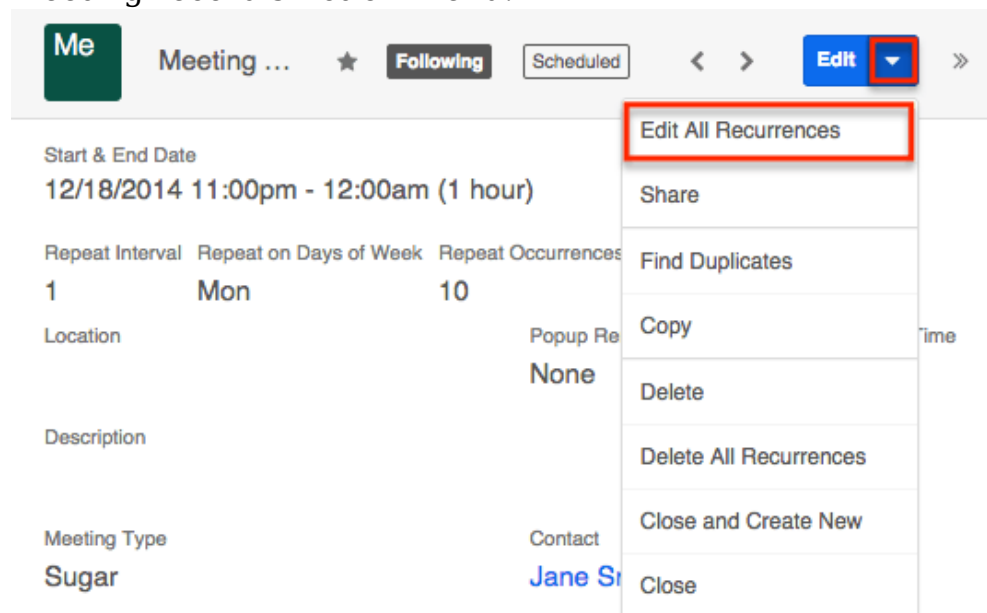 Me
Meeting ...
Following
Scheduled
Edit
Edit All Recurrences
Start & End Date
12/18/2014 11:00pm - 12:00am (1 hour)
Share
Repeat Interval Repeat on Days of Week Repeat Occurrences
Find Duplicates
1 Mon 10
Location
Popup Re
Copy
None
Delete
Description
Delete All Recurrences
Close and Create New
Meeting Type
Contact
Sugar
Jane
Close